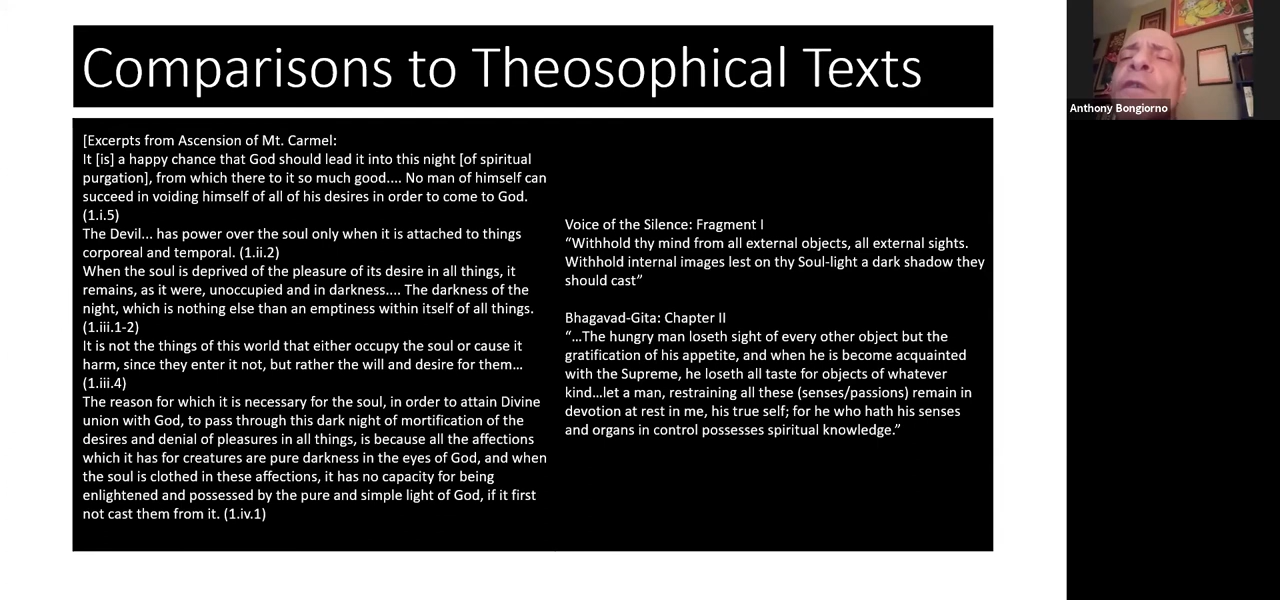 Comparisons to Theosophical Texts
[Excerpts from Ascension of Mt. Carmel:
It [is] a happy chance that God should lead it into this night [of spiritual
purgation], from which there to it so much good.... No man of himself can
succeed in voiding himself of all of his desires in order to come to God.
(1.i.5)
The Devil... has power over the soul only when it is attached to things
corporeal and temporal. (1.ii.2)
When the soul is deprived of the pleasure of its desire in all things, it
remains, as it were, unoccupied and in darkness.... The darkness of the
night, which is nothing else than an emptiness within itself of all things.
(1.iii.1-2)
It is not the things of this world that either occupy the soul or cause it
harm, since they enter it not, but rather the will and desire for them...
(1.iii.4)
The reason for which it is necessary for the soul, in order to attain Divine
union with God, to pass through this dark night of mortification of the
desires and denial of pleasures in all things, is because all the affections
which it has for creatures are pure darkness in the eyes of God, and when
the soul is clothed in these affections, it has no capacity for being
enlightened and possessed by the pure and simple light of God, if it first
not cast them from it. (1.iv.1)
Voice of the Silence: Fragment I
“Withhold thy mind from all external objects, all external sights.
Withhold internal images lest on thy Soul-light a dark shadow they
should cast”
Bhagavad-Gita: Chapter II
“...The hungry man loseth sight of every other object but the
gratification of his appetite, and when he is become acquainted
with the Supreme, he loseth all taste for objects of whatever
kind...let a man, restraining all these (senses/passions) remain in
devotion at rest in me, his true self; for he who hath his senses
and organs in control possesses spiritual knowledge.”
Anthony Bongiorno